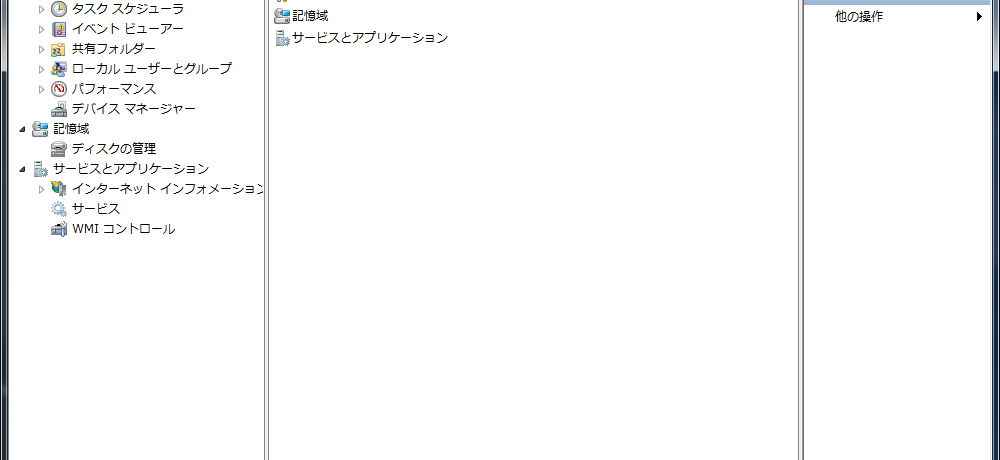 タスク スケジューラ
イベント ビューアー
共有フォルダー
ローカル ユーザーとグループ
パフォーマンス
デバイス マネージャー
記憶域
ディスクの管理
サービスとアプリケーション
インターネット インフォメーション
サービス
WMI コントロール
記憶域
サービスとアプリケーション
他の操作